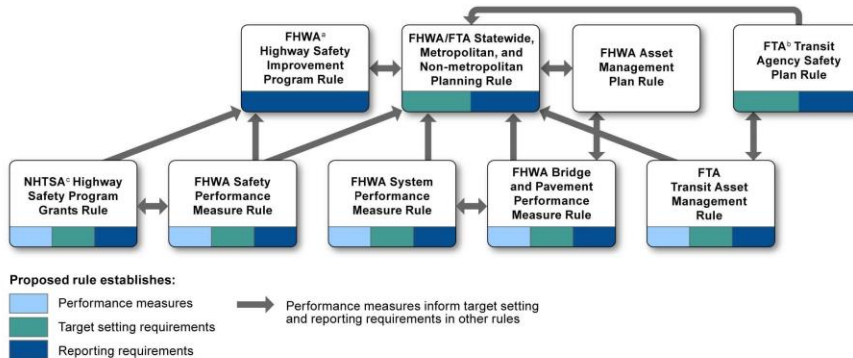 FHWAª
Highway Safety
Improvement
Program Rule
FHWA/FTA Statewide,
Metropolitan, and
Non-metropolitan
Planning Rule
FHWA Asset
Management
Plan Rule
FTAᵇ Transit
Agency Safety
Plan Rule
NHTSAᶜ Highway
Safety Program
Grants Rule
FHWA Safety
Performance
Measure Rule
FHWA System
Performance
Measure Rule
FHWA Bridge
and Pavement
Performance
Measure Rule
FTA
Transit Asset
Management
Rule
Proposed rule establishes:
Performance measures
Target setting requirements
Reporting requirements
Performance measures inform target setting
and reporting requirements in other rules